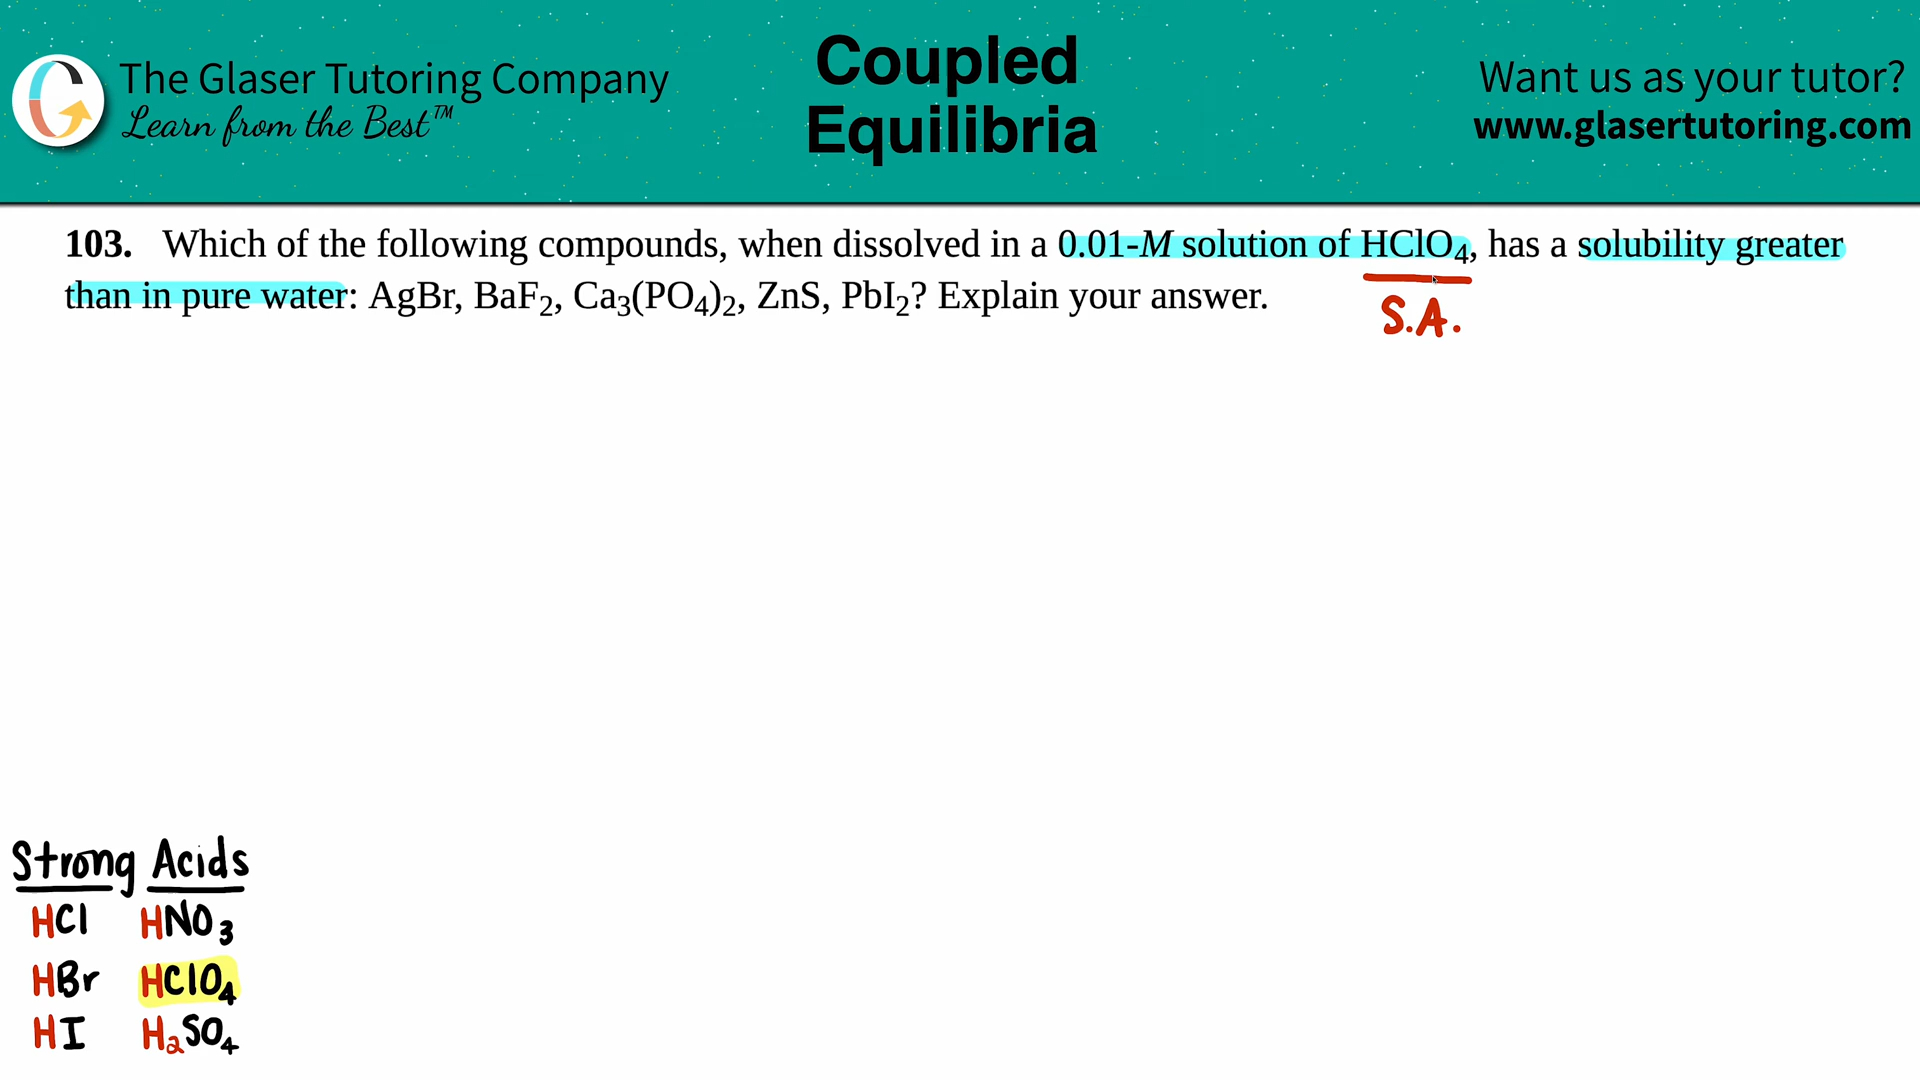 The Glaser Tutoring Company
Learn from the Best™
Coupled
Equilibria
Want us as your tutor?
www.glasertutoring.com
103. Which of the following compounds, when dissolved in a 0.01-M solution of HClO₄, has a solubility greater
than in pure water: AgBr, BaF₂, Ca₃(PO₄)₂, ZnS, PbI₂? Explain your answer.
S.A.
Strong Acids
HCl HNO₃
HBr HClO₄
HI H₂SO₄